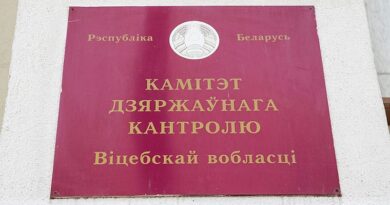 Рэспубліка Беларусь
КАМІТЭТ
ДЗЯРЖАЎНАГА
КАНТРОЛЮ
Віцебскай вобласці